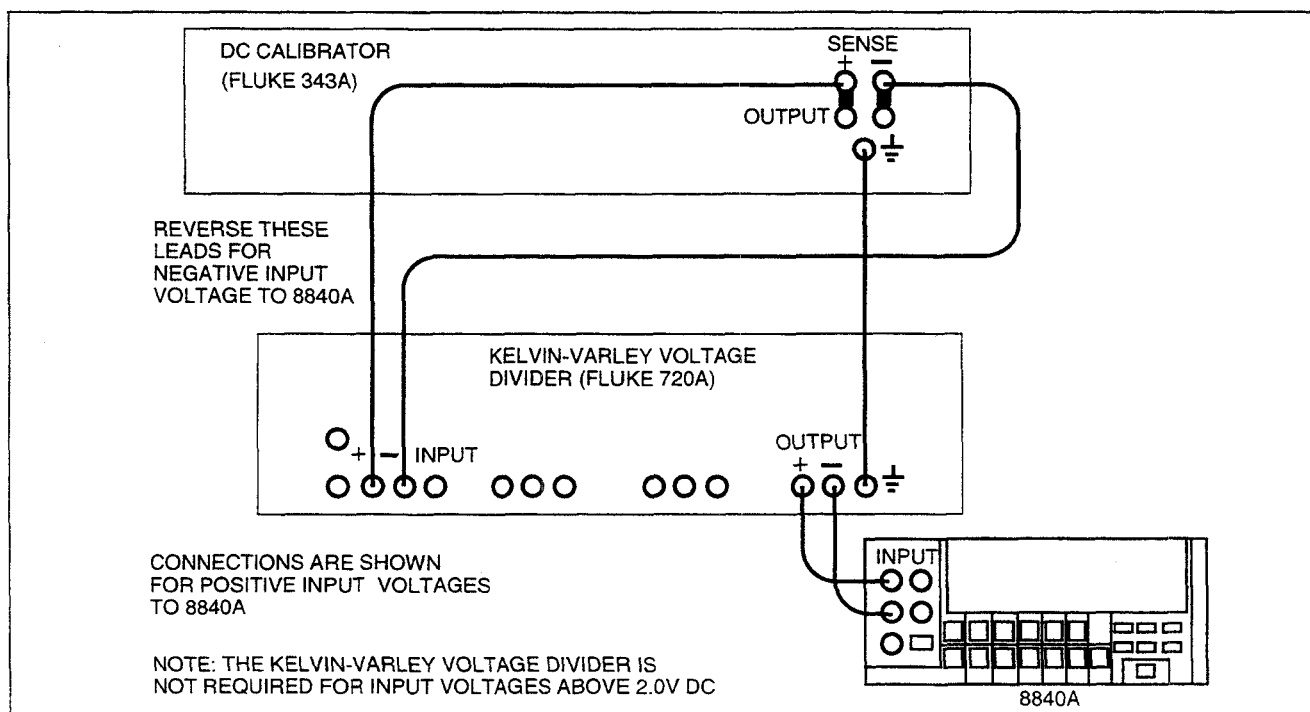 DC CALIBRATOR
(FLUKE 343A)
SENSE
+ −
OUTPUT
REVERSE THESE
LEADS FOR
NEGATIVE INPUT
VOLTAGE TO 8840A
KELVIN-VARLEY VOLTAGE
DIVIDER (FLUKE 720A)
+ − INPUT
OUTPUT
+ −
CONNECTIONS ARE SHOWN
FOR POSITIVE INPUT VOLTAGES
TO 8840A
INPUT
NOTE: THE KELVIN-VARLEY VOLTAGE DIVIDER IS
NOT REQUIRED FOR INPUT VOLTAGES ABOVE 2.0V DC
8840A